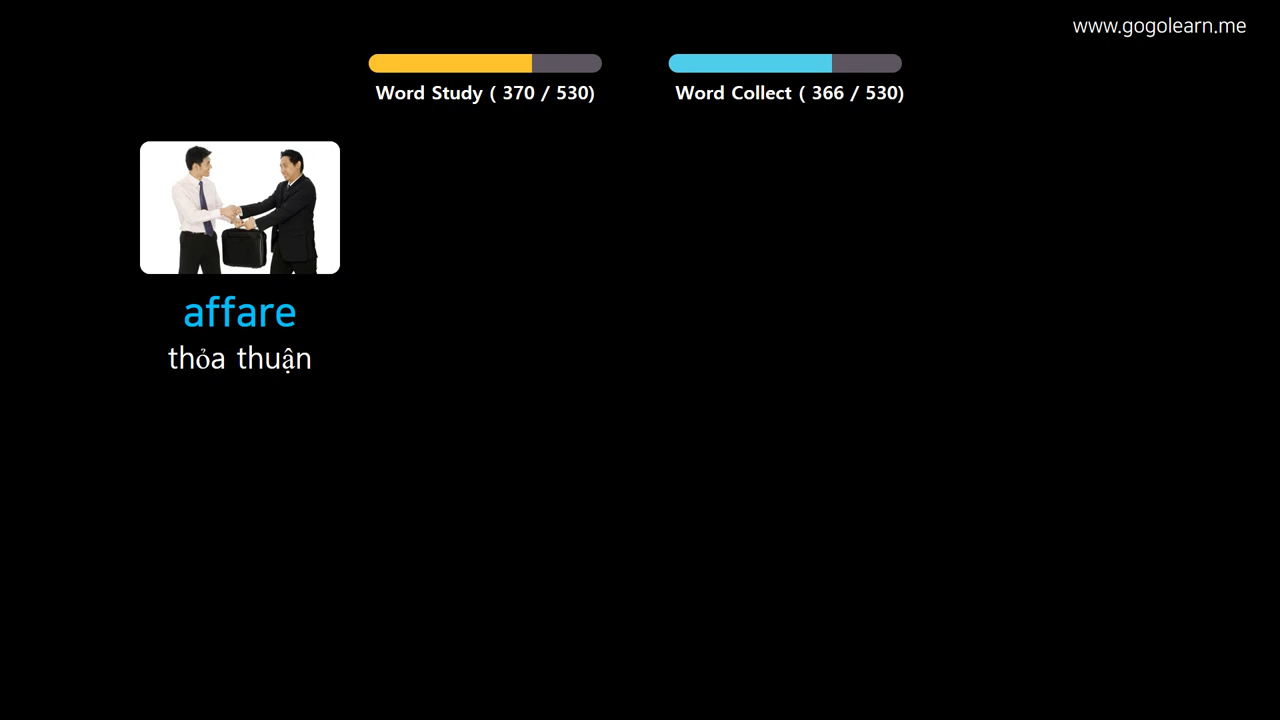 www.gogolearn.me
Word Study ( 370 / 530)
Word Collect ( 366 / 530)
affare
thỏa thuận